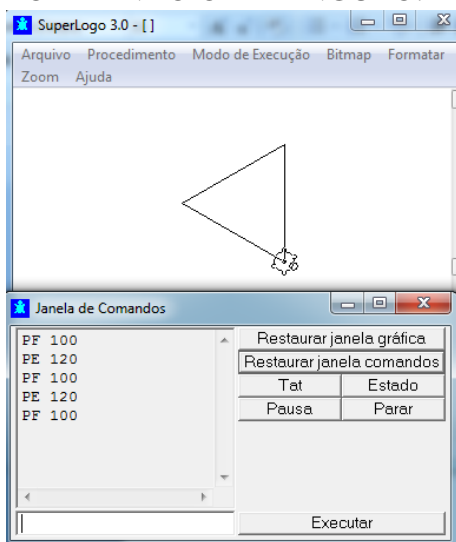 SuperLogo 3.0 - [ ]
Arquivo Procedimento Modo de Execução Bitmap Formatar
Zoom Ajuda
Janela de Comandos
PF 100
PE 120
PF 100
PE 120
PF 100
Restaurar janela gráfica
Restaurar janela comandos
Tat Estado
Pausa Parar
Executar